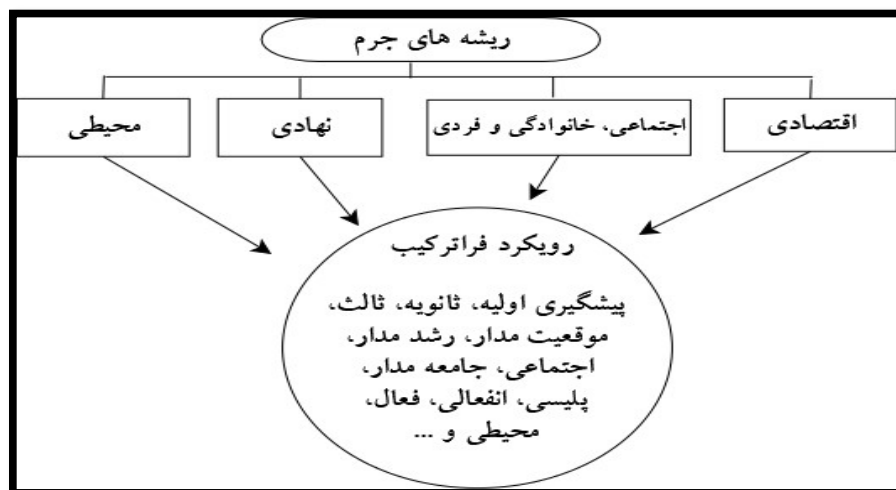 ریشه های جرم
اقتصادی
اجتماعی، خانوادگی و فردی
نهادی
محیطی
رویکرد فراترکیب
پیشگیری اولیه، ثانویه، ثالث،
موقعیت مدار، رشد مدار،
اجتماعی، جامعه مدار،
پلیسی، انفعالی، فعال،
محیطی و ...